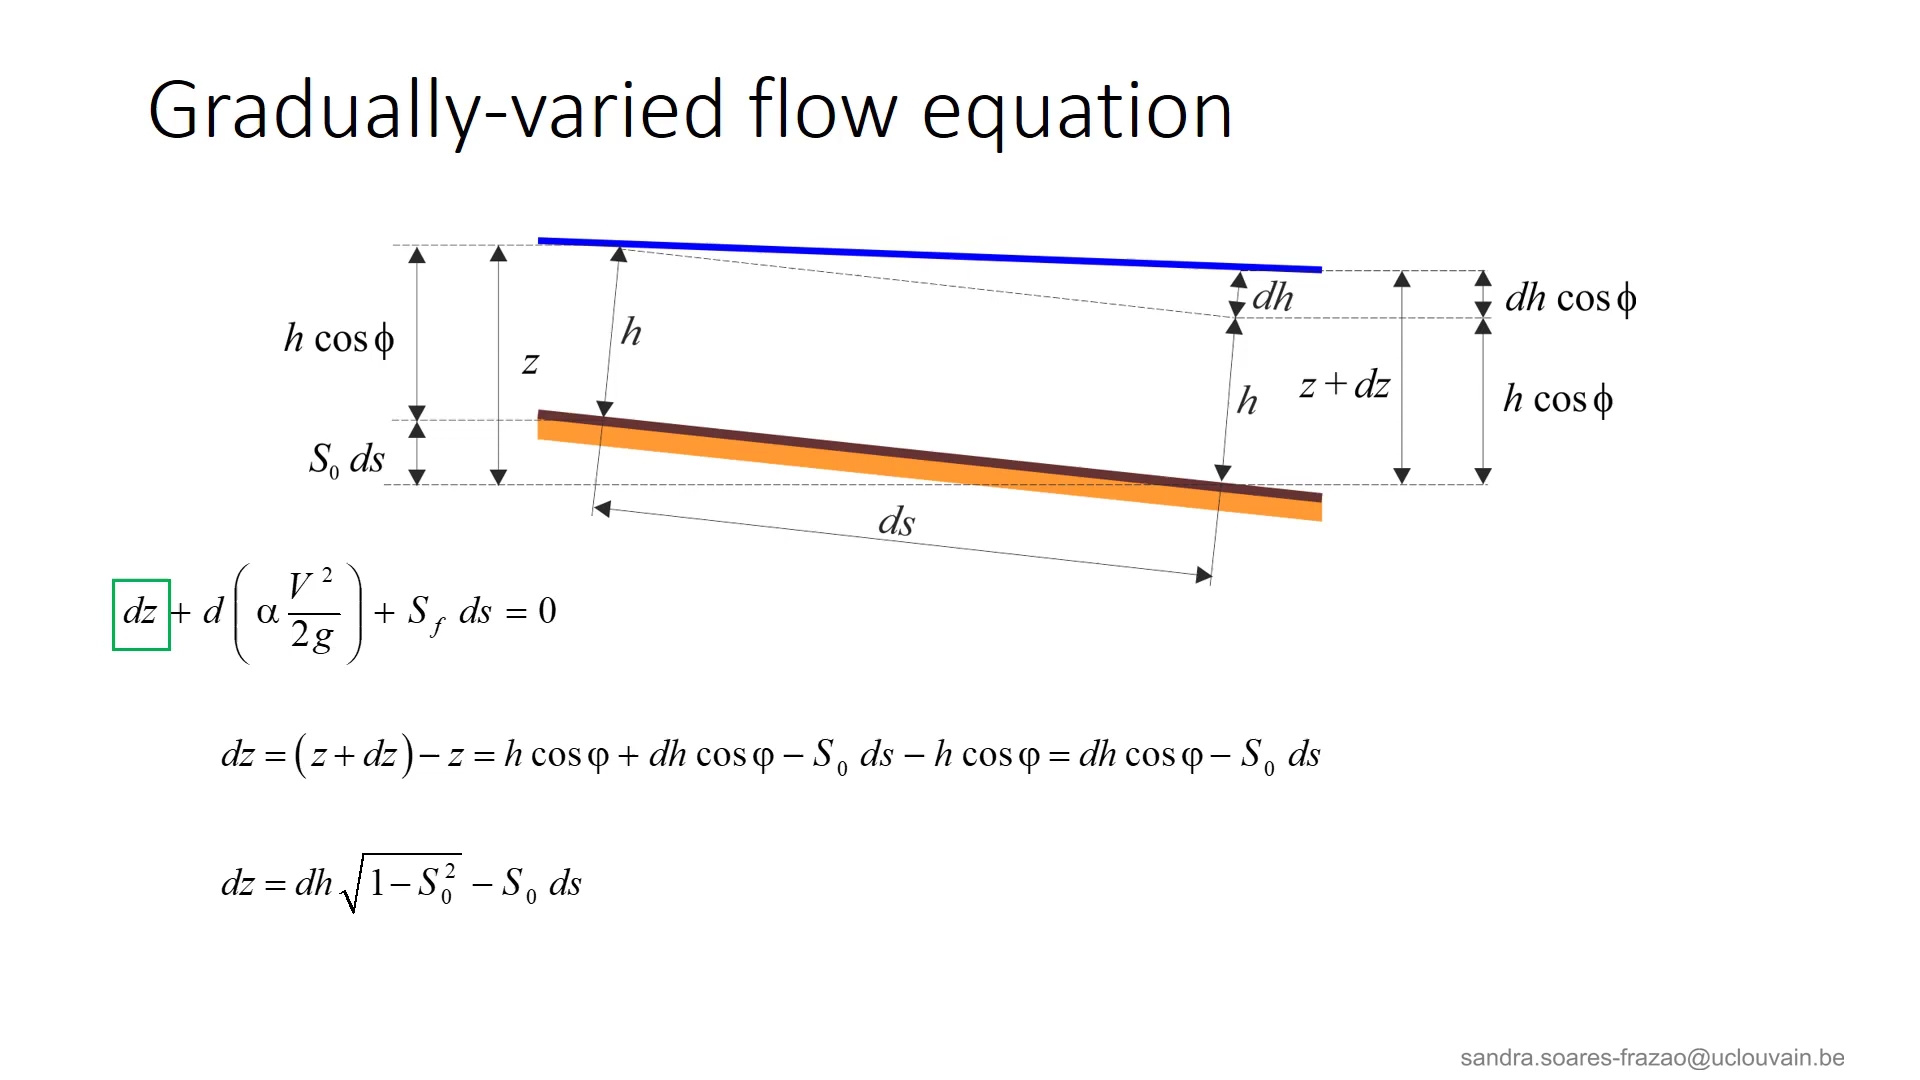 Gradually-varied flow equation
h cos ϕ
S₀ ds
z
h
dh
h
z + dz
dh cos ϕ
h cos ϕ
ds
dz + d (α V²/2g) + S_f ds = 0
dz = (z + dz) − z = h cos φ + dh cos φ − S₀ ds − h cos φ = dh cos φ − S₀ ds
dz = dh √(1 − S₀²) − S₀ ds
sandra.soares-frazao@uclouvain.be